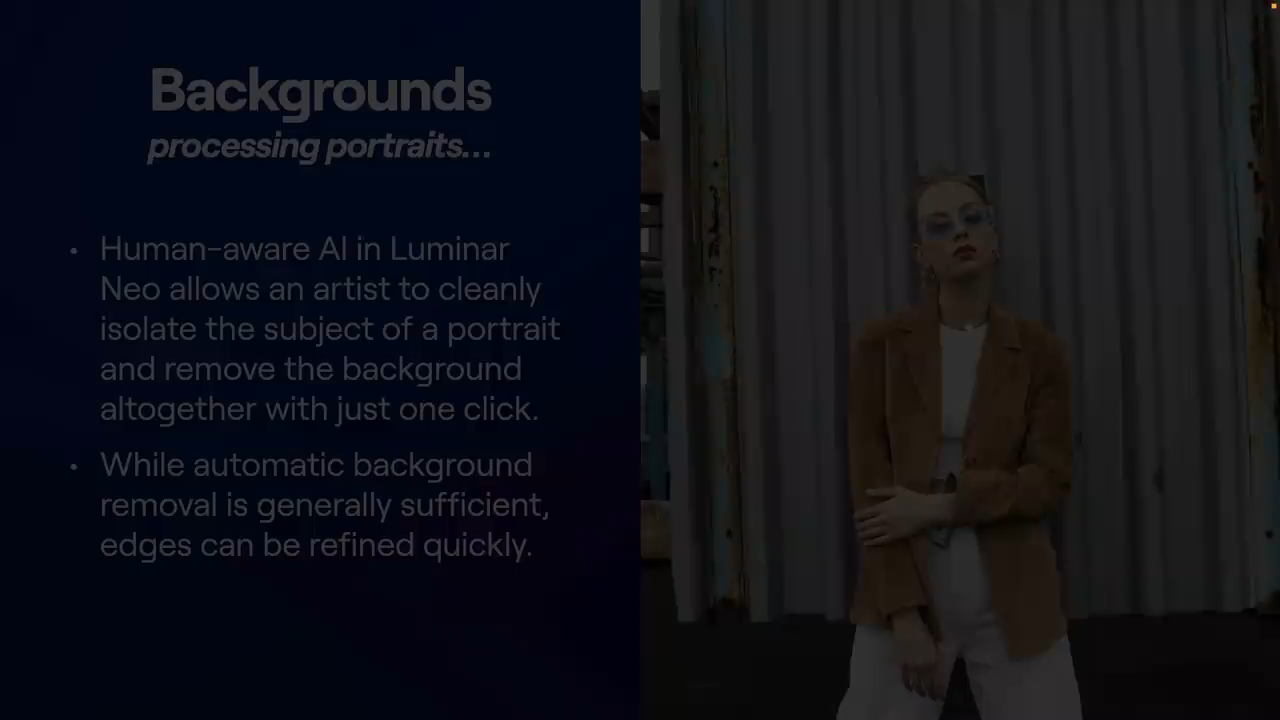 Backgrounds
processing portraits...
• Human-aware AI in Luminar
Neo allows an artist to cleanly
isolate the subject of a portrait
and remove the background
altogether with just one click.
• While automatic background
removal is generally sufficient,
edges can be refined quickly.